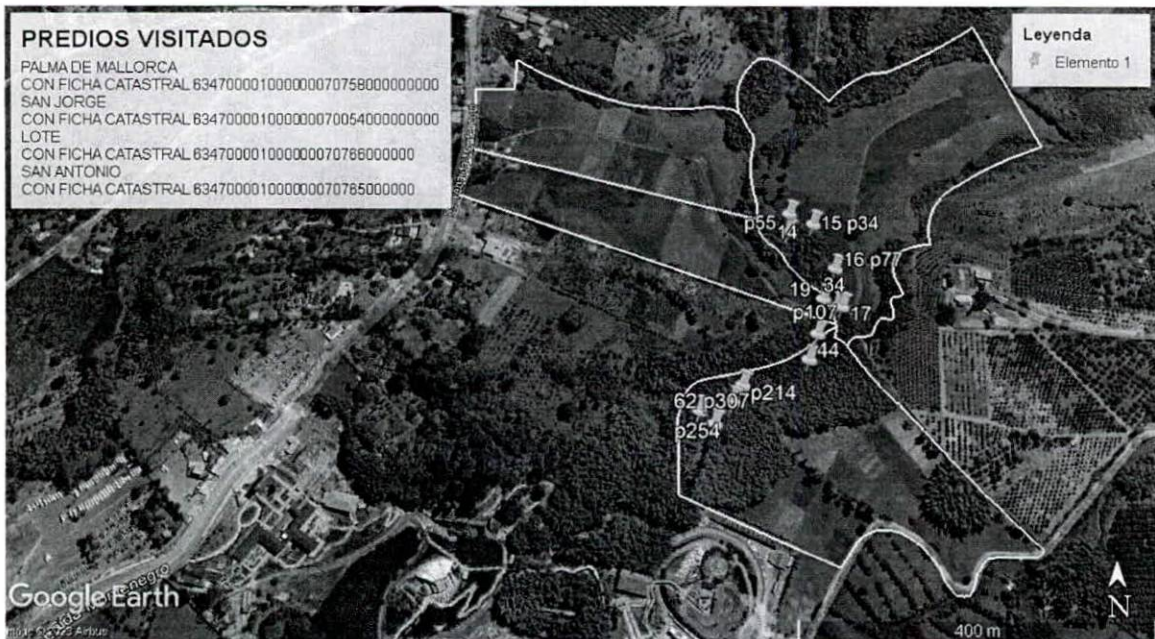 PREDIOS VISITADOS
PALMA DE MALLORCA
CON FICHA CATASTRAL 634700001000000070758000000000
SAN JORGE
CON FICHA CATASTRAL 634700001000000070054000000000
LOTE
CON FICHA CATASTRAL 634700001000000070766000000
SAN ANTONIO
CON FICHA CATASTRAL 634700001000000070765000000
Leyenda
Elemento 1
p55
14
15 p34
16 p77
19
34
p107
17
44
p214
62 p307
p254
Google Earth
400 m
N